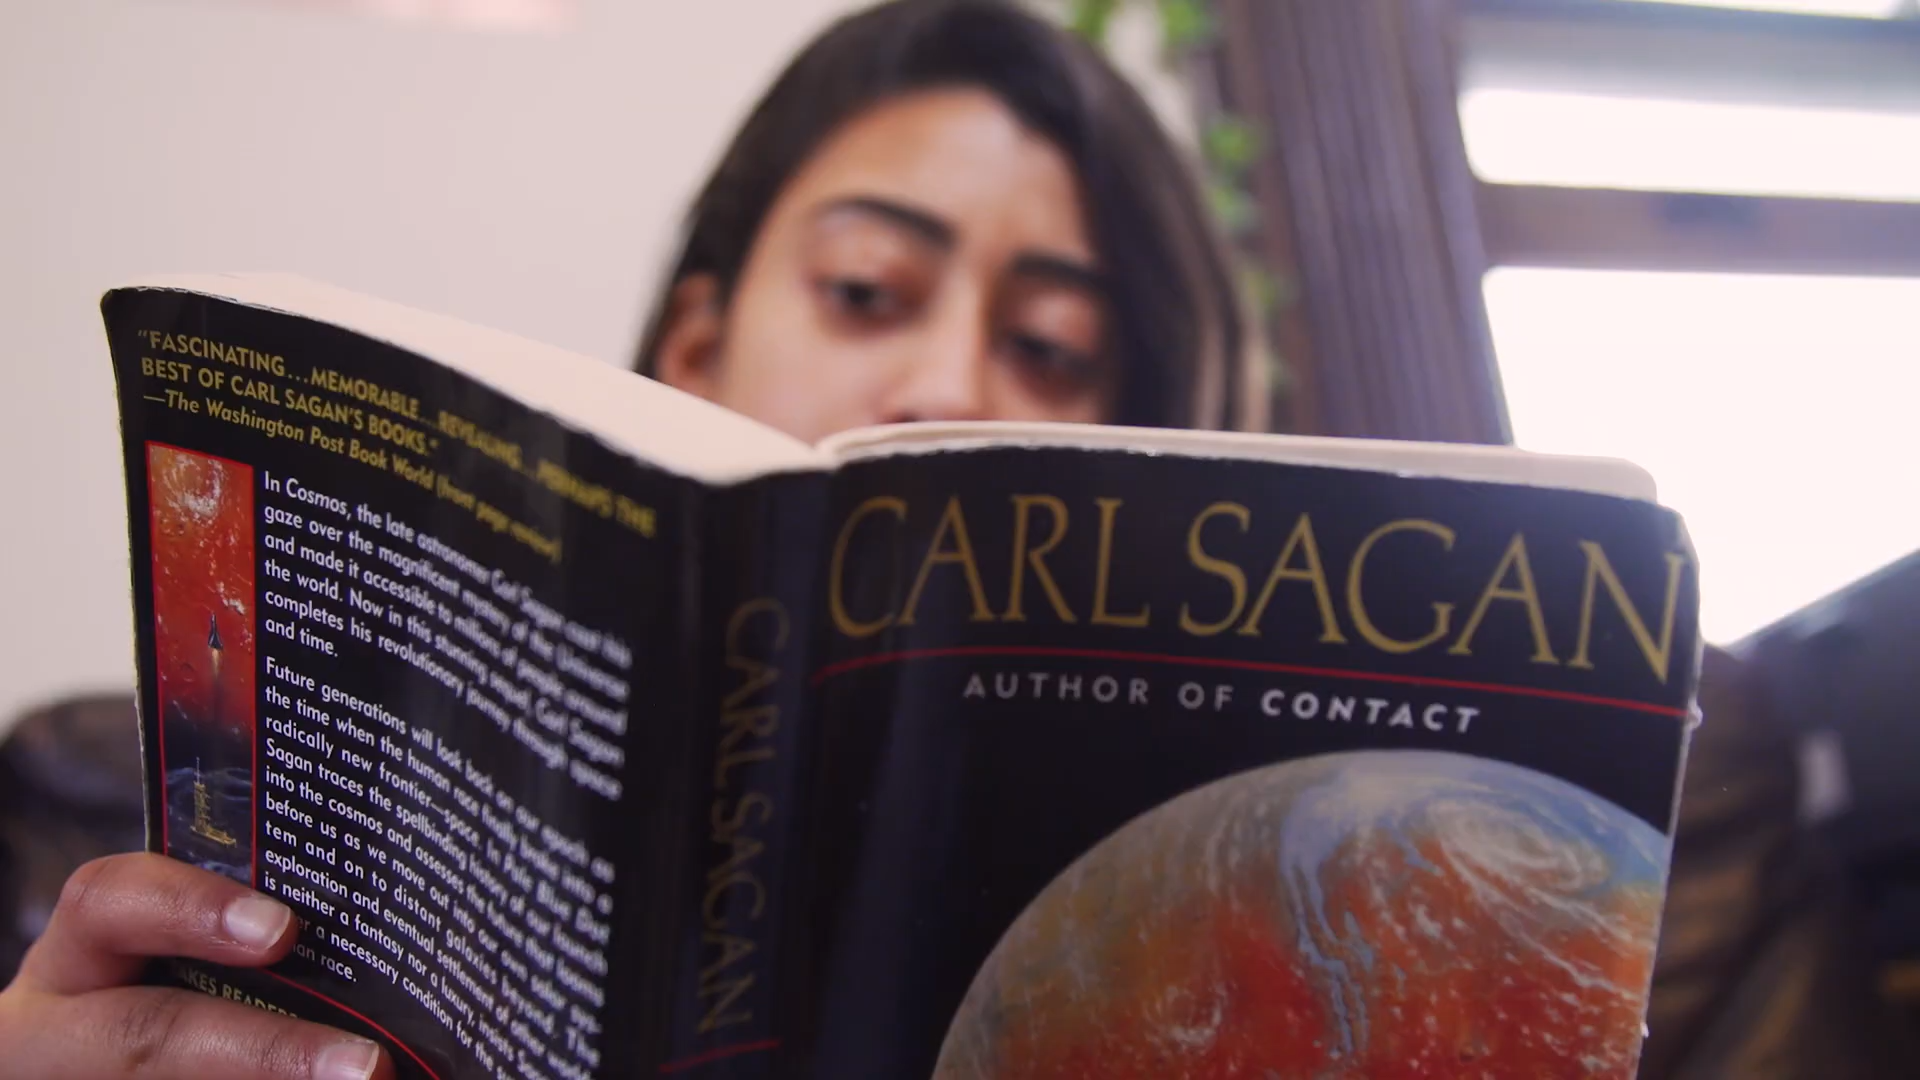 "FASCINATING...MEMORABLE...REVEALING...PERHAPS THE
BEST OF CARL SAGAN'S BOOKS."
—The Washington Post Book World (front page review)
In Cosmos, the late astronomer Carl Sagan cast his
gaze over the magnificent mystery of the Universe
and made it accessible to millions of people around
the world. Now in this stunning sequel, Carl Sagan
completes his revolutionary journey through space
and time.
Future generations will look back on our epoch as
the time when the human race finally broke into a
radically new frontier—space. In Pale Blue Dot
Sagan traces the spellbinding history of our launch
into the cosmos and assesses the future that looms
before us as we move out into our own solar sys-
tem and on to distant galaxies beyond. The
exploration and eventual settlement of other worlds
is neither a fantasy nor a luxury, insists
a necessary condition for the
race.
READERS
CARL SAGAN
CARL SAGAN
AUTHOR OF CONTACT